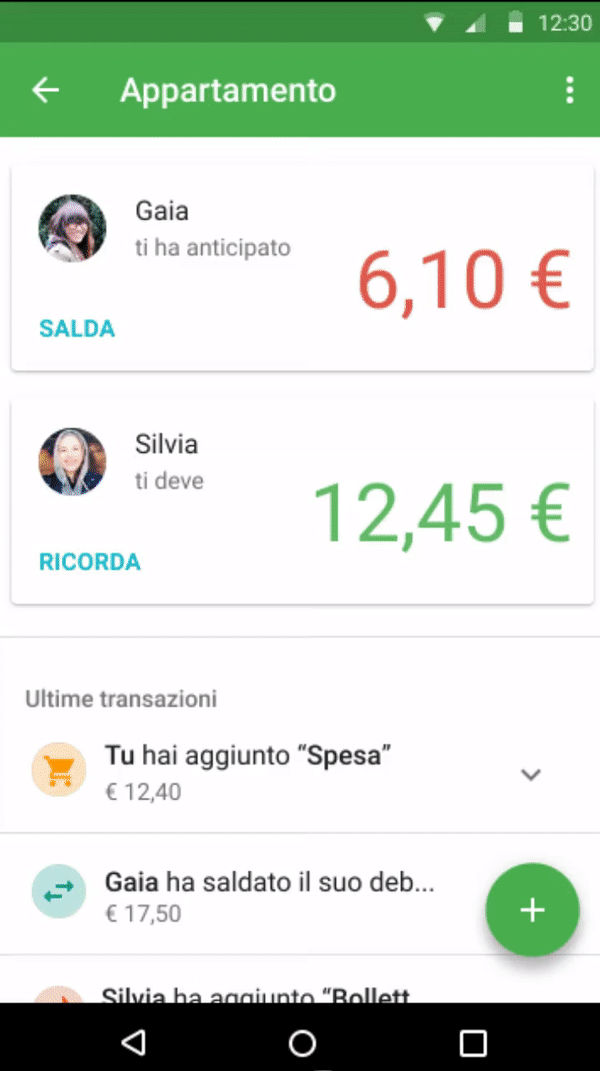 12:30
Appartamento
Gaia
ti ha anticipato
6,10 €
SALDA
Silvia
ti deve
12,45 €
RICORDA
Ultime transazioni
Tu hai aggiunto “Spesa”
€ 12,40
Gaia ha saldato il suo deb...
€ 17,50
Silvia ha aggiunto “Bollett